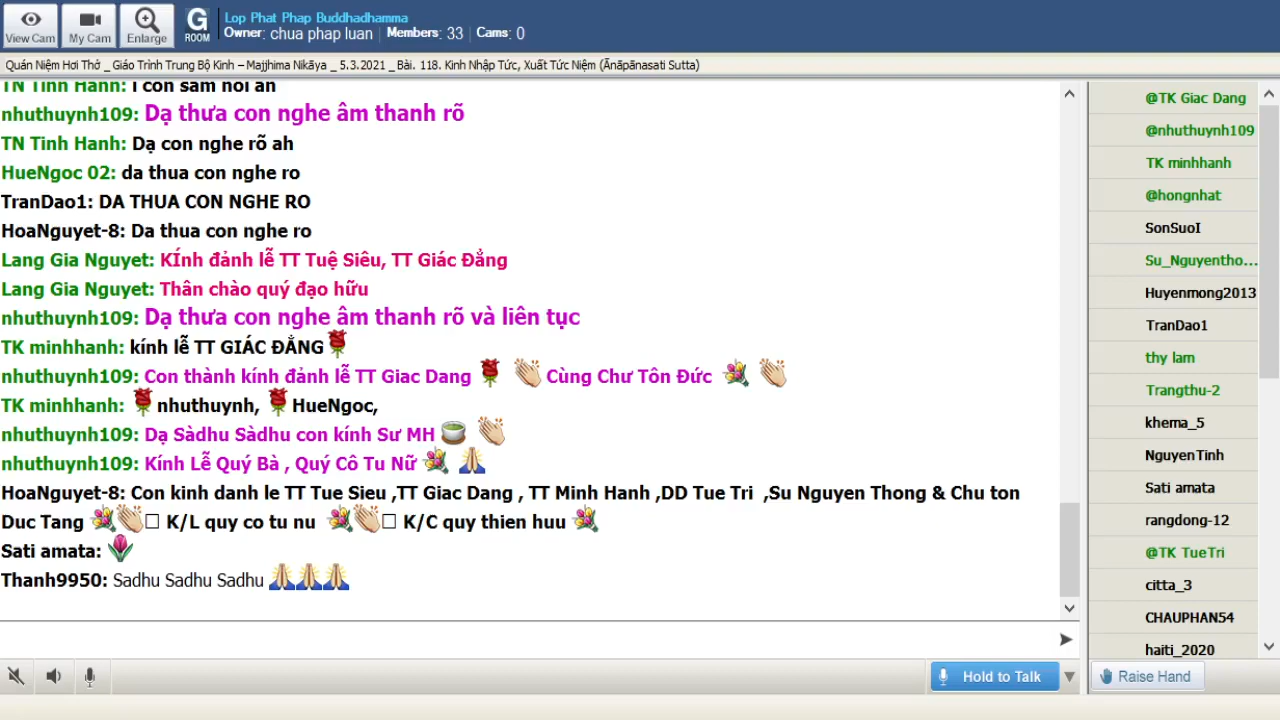 View Cam
My Cam
Enlarge
G
ROOM
Lop Phat Phap Buddhadhamma
Owner: chua phap luan Members: 33 Cams: 0
Quán Niệm Hơi Thở _ Giáo Trình Trung Bộ Kinh – Majjhima Nikāya _ 5.3.2021 _ Bài. 118. Kinh Nhập Tức, Xuất Tức Niệm (Ānāpānasati Sutta)
nhuthuynh109: Dạ thưa con nghe âm thanh rõ
TN Tinh Hanh: Dạ con nghe rõ ah
HueNgoc 02: da thua con nghe ro
TranDao1: DA THUA CON NGHE RO
HoaNguyet-8: Da thua con nghe ro
Lang Gia Nguyet: KÍnh đảnh lễ TT Tuệ Siêu, TT Giác Đẳng
Lang Gia Nguyet: Thân chào quý đạo hữu
nhuthuynh109: Dạ thưa con nghe âm thanh rõ và liên tục
TK minhhanh: kính lễ TT GIÁC ĐẲNG🌹
nhuthuynh109: Con thành kính đảnh lễ TT Giac Dang 🌹 👏 Cùng Chư Tôn Đức 💐 👏
TK minhhanh: 🌹nhuthuynh, 🌹HueNgoc,
nhuthuynh109: Dạ Sàdhu Sàdhu con kính Sư MH 🍵 👏
nhuthuynh109: Kính Lễ Quý Bà , Quý Cô Tu Nữ 💐 🙏
HoaNguyet-8: Con kinh danh le TT Tue Sieu ,TT Giac Dang , TT Minh Hanh ,DD Tue Tri ,Su Nguyen Thong & Chu ton
Duc Tang 💐👏□ K/L quy co tu nu 💐👏□ K/C quy thien huu 💐
Sati amata: 🌷
Thanh9950: Sadhu Sadhu Sadhu 🙏🙏🙏
Hold to Talk
@TK Giac Dang
@nhuthuynh109
TK minhhanh
@hongnhat
SonSuoI
Su_Nguyentho...
Huyenmong2013
TranDao1
thy lam
Trangthu-2
khema_5
NguyenTinh
Sati amata
rangdong-12
@TK TueTri
citta_3
CHAUPHAN54
haiti_2020
Raise Hand